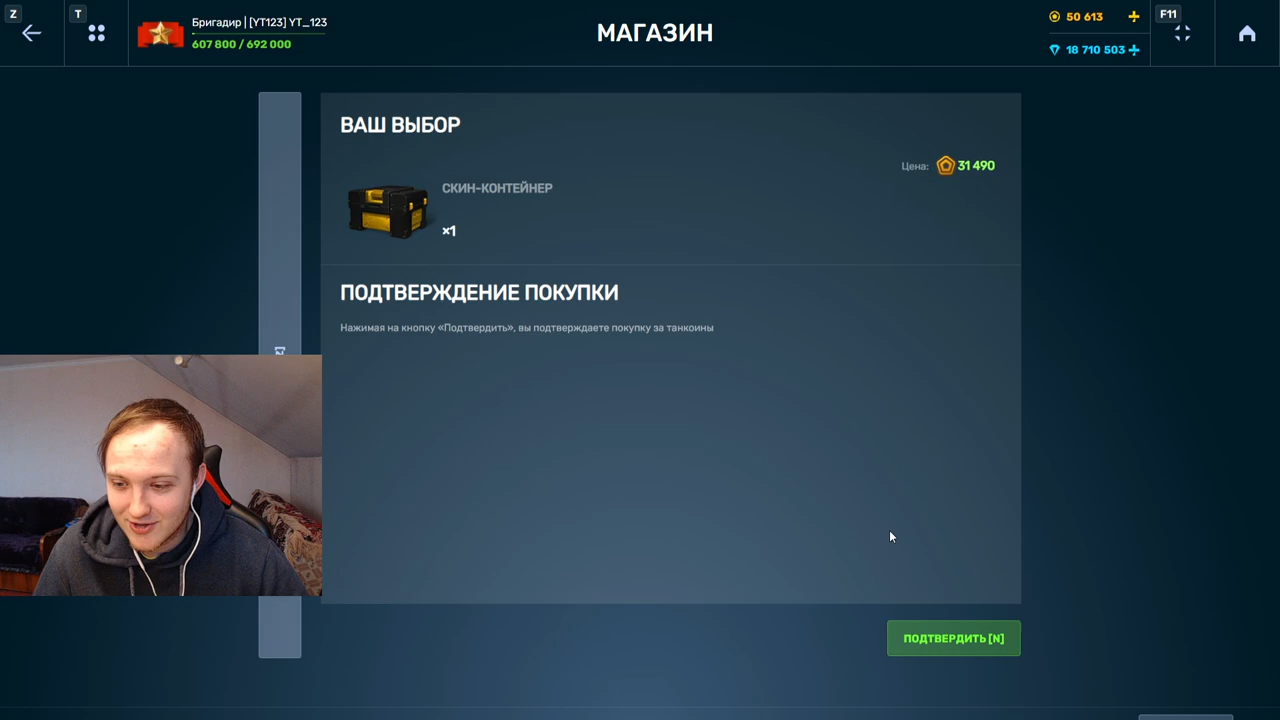 Z
T
Бригадир | [YT123] YT_123
607 800 / 692 000
МАГАЗИН
50 613
18 710 503
F11
ВАШ ВЫБОР
Цена: 31 490
СКИН-КОНТЕЙНЕР
×1
ПОДТВЕРЖДЕНИЕ ПОКУПКИ
Нажимая на кнопку «Подтвердить», вы подтверждаете покупку за танкоины
ПОДТВЕРДИТЬ [N]